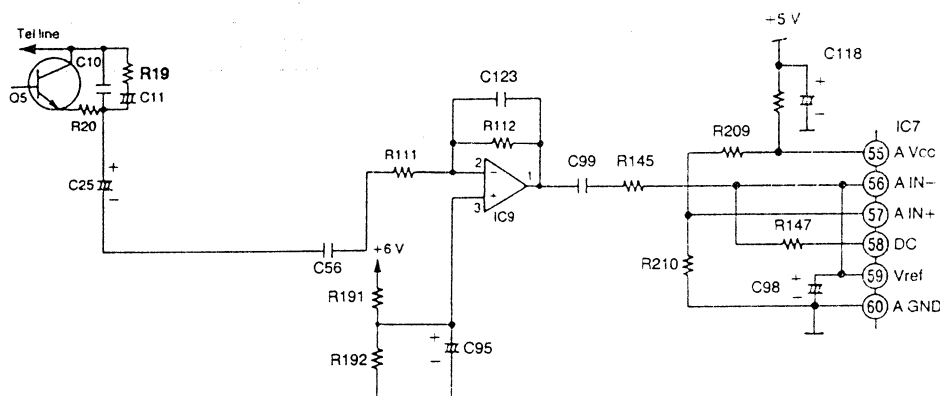 +5 V
Tel line
C118
C10
R19
C123
C11
Q5
R112
IC7
R20
R209
R111
55 A Vcc
C99
R145
+
2
-
1
56 A IN-
C25
+
3
IC9
-
57 A IN+
R147
58 DC
+6 V
C56
R210
+
59 Vref
C98
-
R191
60 A GND
+
C95
R192
-
+
-